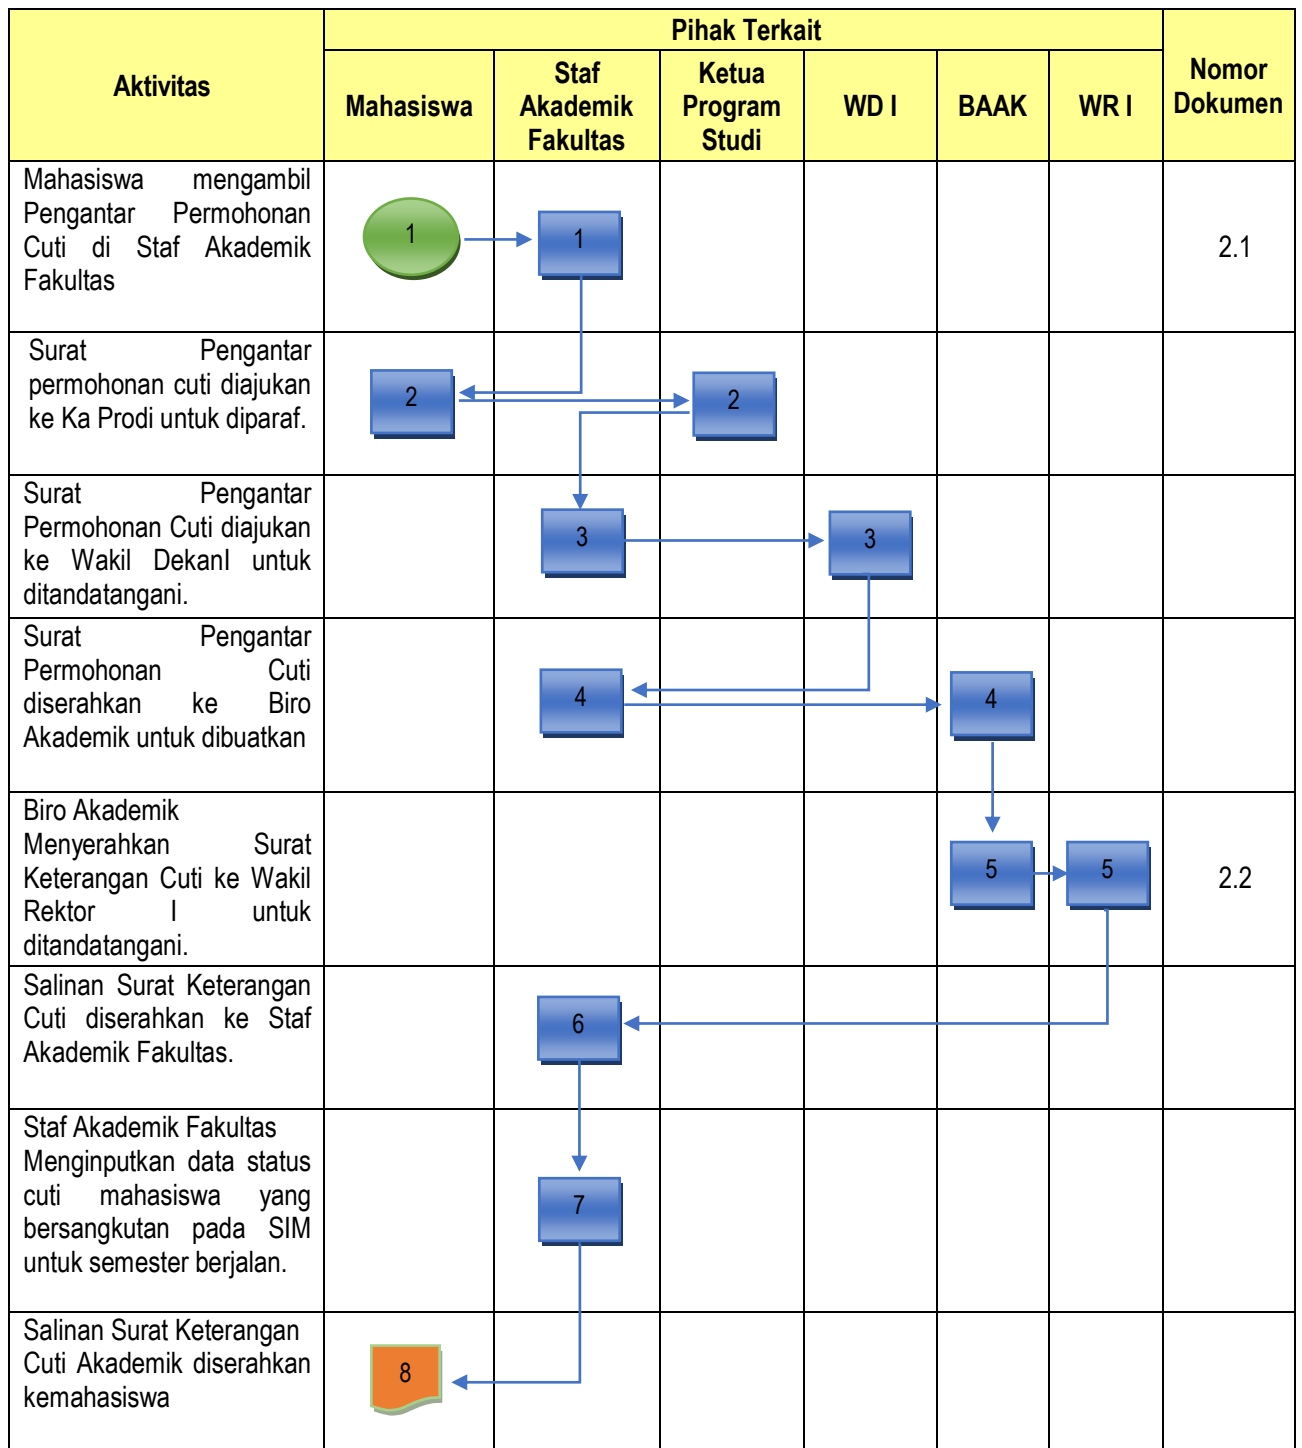 Aktivitas
Pihak Terkait
Nomor
Dokumen
Mahasiswa
Staf
Akademik
Fakultas
Ketua
Program
Studi
WD I
BAAK
WR I
Mahasiswa mengambil
Pengantar Permohonan
Cuti di Staf Akademik
Fakultas
1
1
2.1
Surat Pengantar
permohonan cuti diajukan
ke Ka Prodi untuk diparaf.
2
2
Surat Pengantar
Permohonan Cuti diajukan
ke Wakil DekanI untuk
ditandatangani.
3
3
Surat Pengantar
Permohonan Cuti
diserahkan ke Biro
Akademik untuk dibuatkan
4
4
Biro Akademik
Menyerahkan Surat
Keterangan Cuti ke Wakil
Rektor I untuk
ditandatangani.
5
5
2.2
Salinan Surat Keterangan
Cuti diserahkan ke Staf
Akademik Fakultas.
6
Staf Akademik Fakultas
Menginputkan data status
cuti mahasiswa yang
bersangkutan pada SIM
untuk semester berjalan.
7
Salinan Surat Keterangan
Cuti Akademik diserahkan
kemahasiswa
8